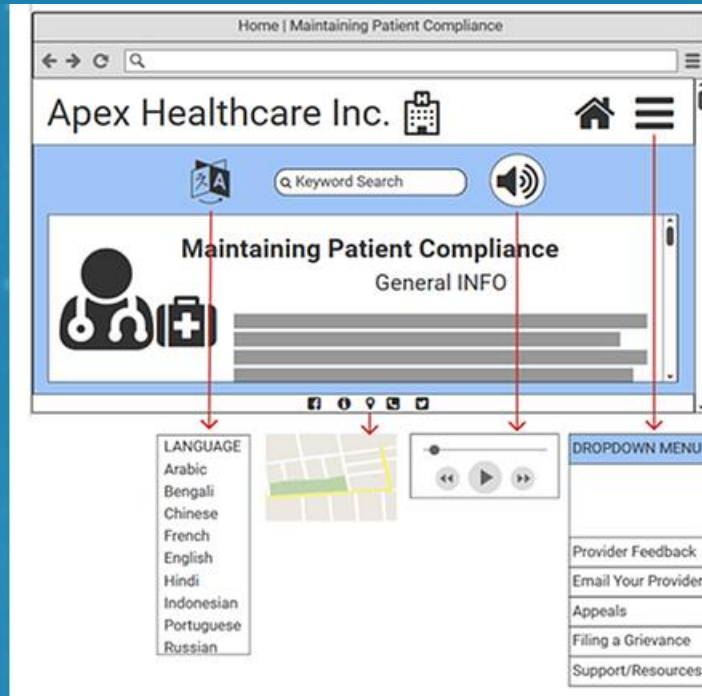 Home | Maintaining Patient Compliance
Apex Healthcare Inc.
Keyword Search
Maintaining Patient Compliance
General INFO
LANGUAGE
Arabic
Bengali
Chinese
French
English
Hindi
Indonesian
Portuguese
Russian
DROPDOWN MENU
Provider Feedback
Email Your Provider
Appeals
Filing a Grievance
Support/Resources